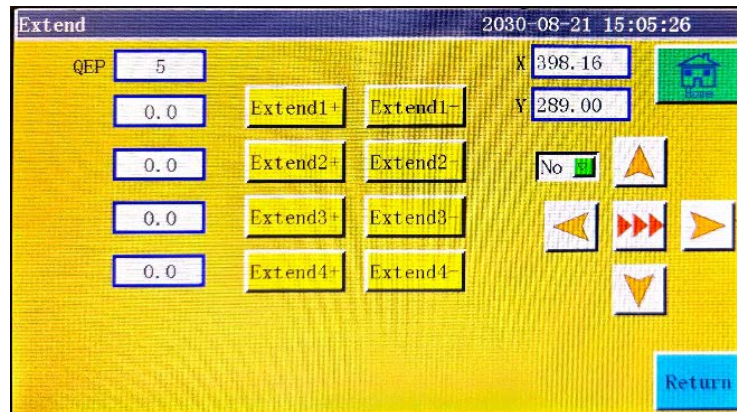 Extend 2030-08-21 15:05:26
QEP 5 X 398.16
Home
0.0 Extend1+ Extend1- Y 289.00
0.0 Extend2+ Extend2- No
0.0 Extend3+ Extend3-
0.0 Extend4+ Extend4-
Return